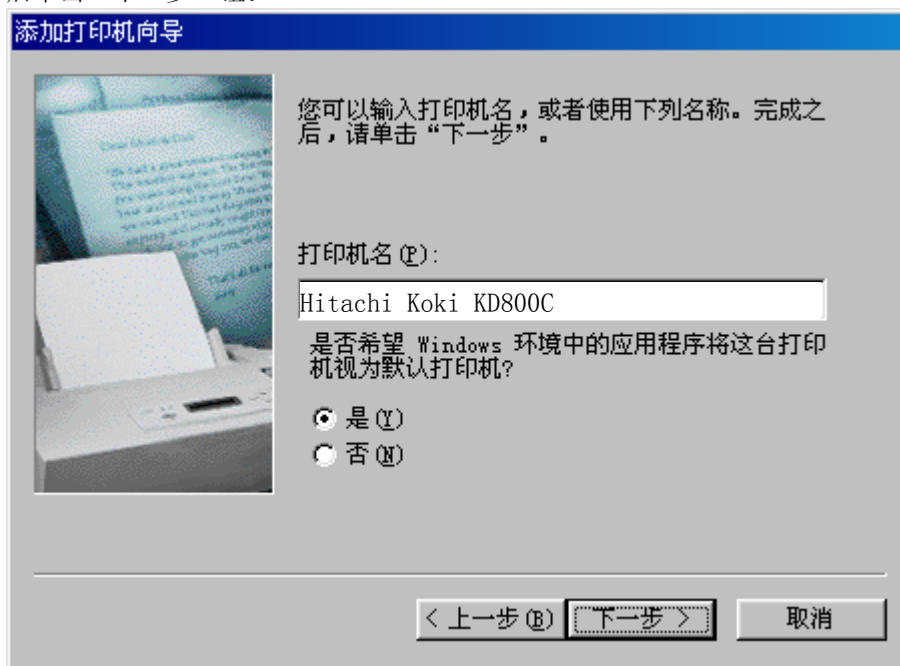 添加打印机向导
您可以输入打印机名，或者使用下列名称。完成之
后，请单击“下一步”。
打印机名(P):
Hitachi Koki KD800C
是否希望 Windows 环境中的应用程序将这台打印
机视为默认打印机?
是(Y)
否(N)
< 上一步(B)
下一步 >
取消